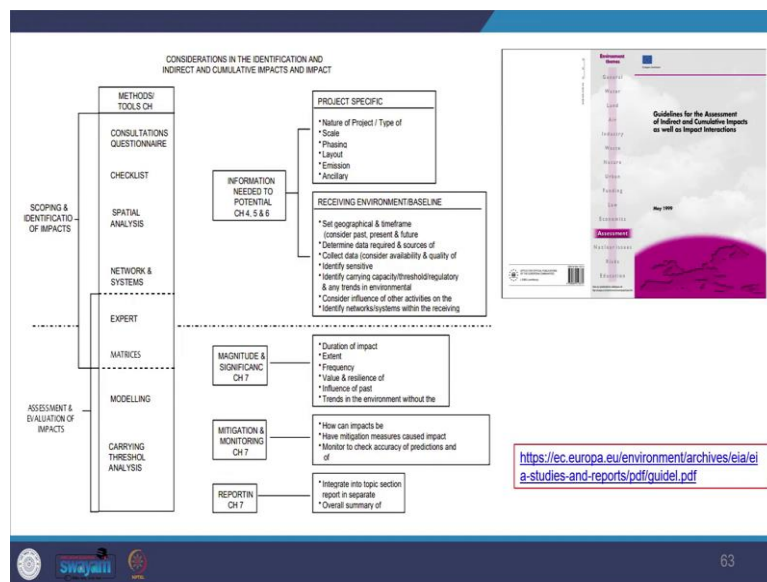 CONSIDERATIONS IN THE IDENTIFICATION AND
INDIRECT AND CUMULATIVE IMPACTS AND IMPACT
METHODS/
TOOLS CH
CONSULTATIONS
QUESTIONNAIRE
CHECKLIST
SPATIAL
ANALYSIS
NETWORK &
SYSTEMS
EXPERT
MATRICES
MODELLING
CARRYING
THRESHOL
ANALYSIS
SCOPING &
IDENTIFICATIO
OF IMPACTS
ASSESSMENT &
EVALUATION OF
IMPACTS
INFORMATION
NEEDED TO
POTENTIAL
CH 4, 5 & 6
PROJECT SPECIFIC
* Nature of Project / Type of
* Scale
* Phasing
* Layout
* Emission
* Ancillary
RECEIVING ENVIRONMENT/BASELINE
* Set geographical & timeframe
(consider past, present & future
* Determine data required & sources of
* Collect data (consider availability & quality of
* Identify sensitive
* Identify carrying capacity/threshold/regulatory
& any trends in environmental
* Consider influence of other activities on the
* Identify networks/systems within the receiving
MAGNITUDE &
SIGNIFICANC
CH 7
* Duration of impact
* Extent
* Frequency
* Value & resilience of
* Influence of past
* Trends in the environment without the
MITIGATION &
MONITORING
CH 7
* How can impacts be
* Have mitigation measures caused impact
* Monitor to check accuracy of predictions and
of
REPORTIN
CH 7
* Integrate into topic section
report in separate
* Overall summary of
Environment
themes
General
Water
Land
Air
Industry
Waste
Nature
Urban
Funding
Law
Economics
Assessment
Nuclear issues
Risks
Education
Guidelines for the Assessment
of Indirect and Cumulative Impacts
as well as Impact Interactions
May 1999
https://ec.europa.eu/environment/archives/eia/ei
a-studies-and-reports/pdf/guidel.pdf
swayam
63